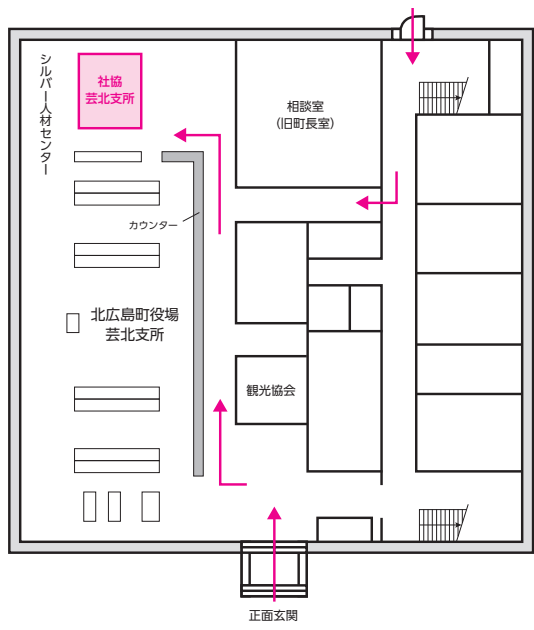 シルバー人材センター
社協
芸北支所
相談室
(旧町長室)
カウンター
北広島町役場
芸北支所
観光協会
正面玄関